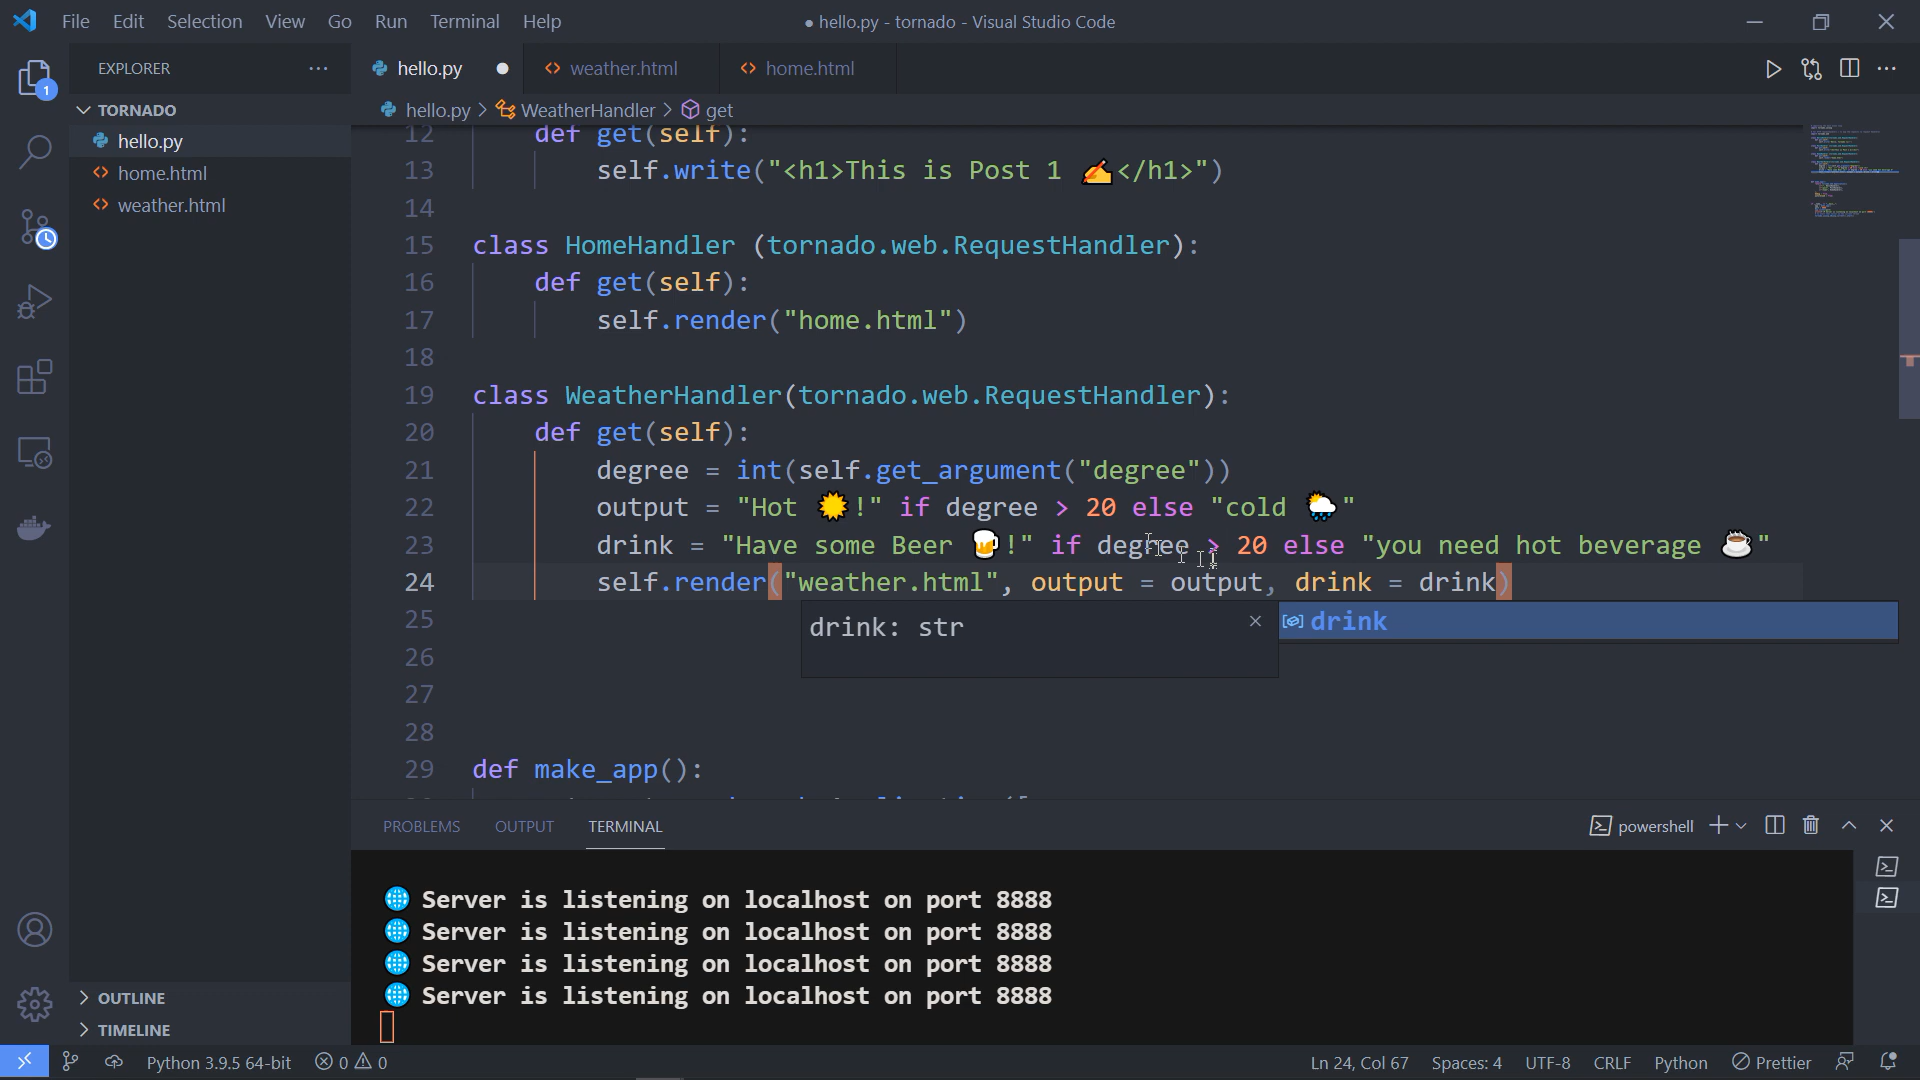 File Edit Selection View Go Run Terminal Help
● hello.py - tornado - Visual Studio Code
EXPLORER
hello.py
weather.html
home.html
TORNADO
hello.py
home.html
weather.html
hello.py > WeatherHandler > get
12 def get(self):
13 self.write("<h1>This is Post 1 ✍</h1>")
14
15 class HomeHandler (tornado.web.RequestHandler):
16 def get(self):
17 self.render("home.html")
18
19 class WeatherHandler(tornado.web.RequestHandler):
20 def get(self):
21 degree = int(self.get_argument("degree"))
22 output = "Hot ☀!" if degree > 20 else "cold 🌦"
23 drink = "Have some Beer 🍺!" if degree > 20 else "you need hot beverage ☕"
24 self.render("weather.html", output = output, drink = drink)
25
drink: str
drink
26
27
28
29 def make_app():
PROBLEMS OUTPUT TERMINAL
powershell
🌐 Server is listening on localhost on port 8888
🌐 Server is listening on localhost on port 8888
🌐 Server is listening on localhost on port 8888
🌐 Server is listening on localhost on port 8888
OUTLINE
TIMELINE
1
Python 3.9.5 64-bit
0 0
Ln 24, Col 67
Spaces: 4
UTF-8
CRLF
Python
Prettier